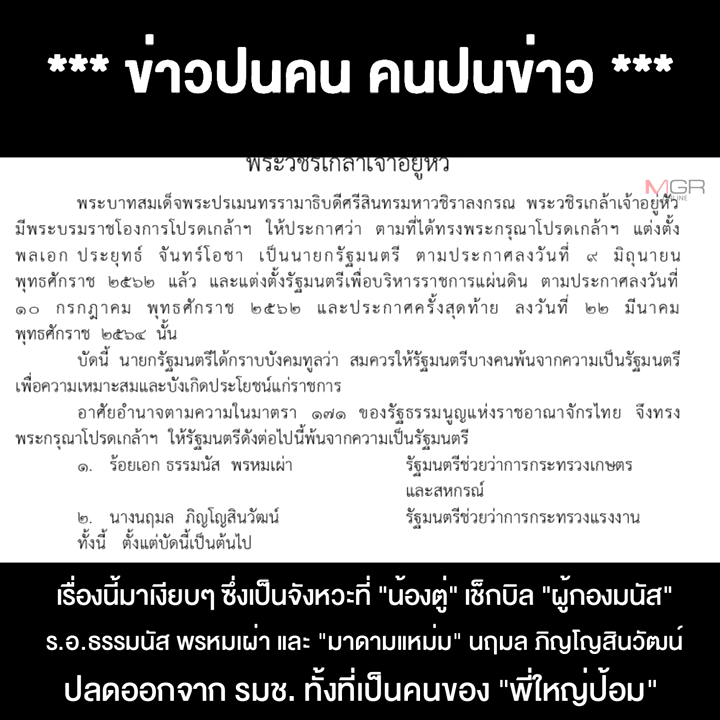 *** ข่าวปนคน คนปนข่าว ***
พระวชิรเกล้าเจ้าอยู่หัว
MGR
ONLINE
พระบาทสมเด็จพระปรเมนทรรามาธิบดีศรีสินทรมหาวชิราลงกรณ พระวชิรเกล้าเจ้าอยู่หัว
มีพระบรมราชโองการโปรดเกล้าฯ ให้ประกาศว่า ตามที่ได้ทรงพระกรุณาโปรดเกล้าฯ แต่งตั้ง
พลเอก ประยุทธ์ จันทร์โอชา เป็นนายกรัฐมนตรี ตามประกาศลงวันที่ ๙ มิถุนายน
พุทธศักราช ๒๕๖๒ แล้ว และแต่งตั้งรัฐมนตรีเพื่อบริหารราชการแผ่นดิน ตามประกาศลงวันที่
๑๐ กรกฎาคม พุทธศักราช ๒๕๖๒ และประกาศครั้งสุดท้าย ลงวันที่ ๒๒ มีนาคม
พุทธศักราช ๒๕๖๔ นั้น
บัดนี้ นายกรัฐมนตรีได้กราบบังคมทูลว่า สมควรให้รัฐมนตรีบางคนพ้นจากความเป็นรัฐมนตรี
เพื่อความเหมาะสมและบังเกิดประโยชน์แก่ราชการ
อาศัยอำนาจตามความในมาตรา ๑๗๑ ของรัฐธรรมนูญแห่งราชอาณาจักรไทย จึงทรง
พระกรุณาโปรดเกล้าฯ ให้รัฐมนตรีดังต่อไปนี้พ้นจากความเป็นรัฐมนตรี
๑. ร้อยเอก ธรรมนัส พรหมเผ่า รัฐมนตรีช่วยว่าการกระทรวงเกษตร
และสหกรณ์
๒. นางนฤมล ภิญโญสินวัฒน์ รัฐมนตรีช่วยว่าการกระทรวงแรงงาน
ทั้งนี้ ตั้งแต่บัดนี้เป็นต้นไป
เรื่องนี้มาเงียบๆ ซึ่งเป็นจังหวะที่ "น้องตู่" เช็กบิล "ผู้กองมนัส"
ร.อ.ธรรมนัส พรหมเผ่า และ "มาดามแหม่ม" นฤมล ภิญโญสินวัฒน์
ปลดออกจาก รมช. ทั้งที่เป็นคนของ "พี่ใหญ่ป้อม"